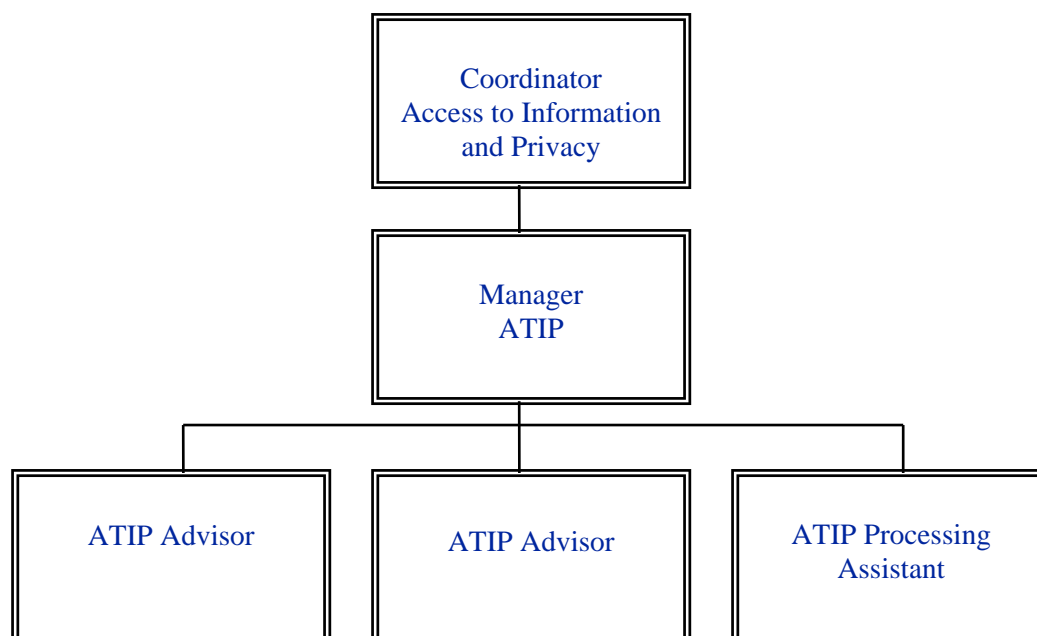 Coordinator
Access to Information
and Privacy
Manager
ATIP
ATIP Advisor
ATIP Advisor
ATIP Processing
Assistant